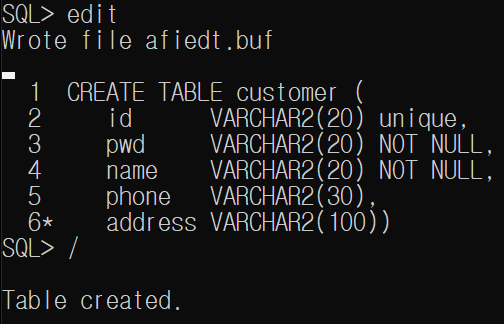 SQL> edit
Wrote file afiedt.buf
1 CREATE TABLE customer (
2 id VARCHAR2(20) unique,
3 pwd VARCHAR2(20) NOT NULL,
4 name VARCHAR2(20) NOT NULL,
5 phone VARCHAR2(30),
6* address VARCHAR2(100))
SQL> /
Table created.